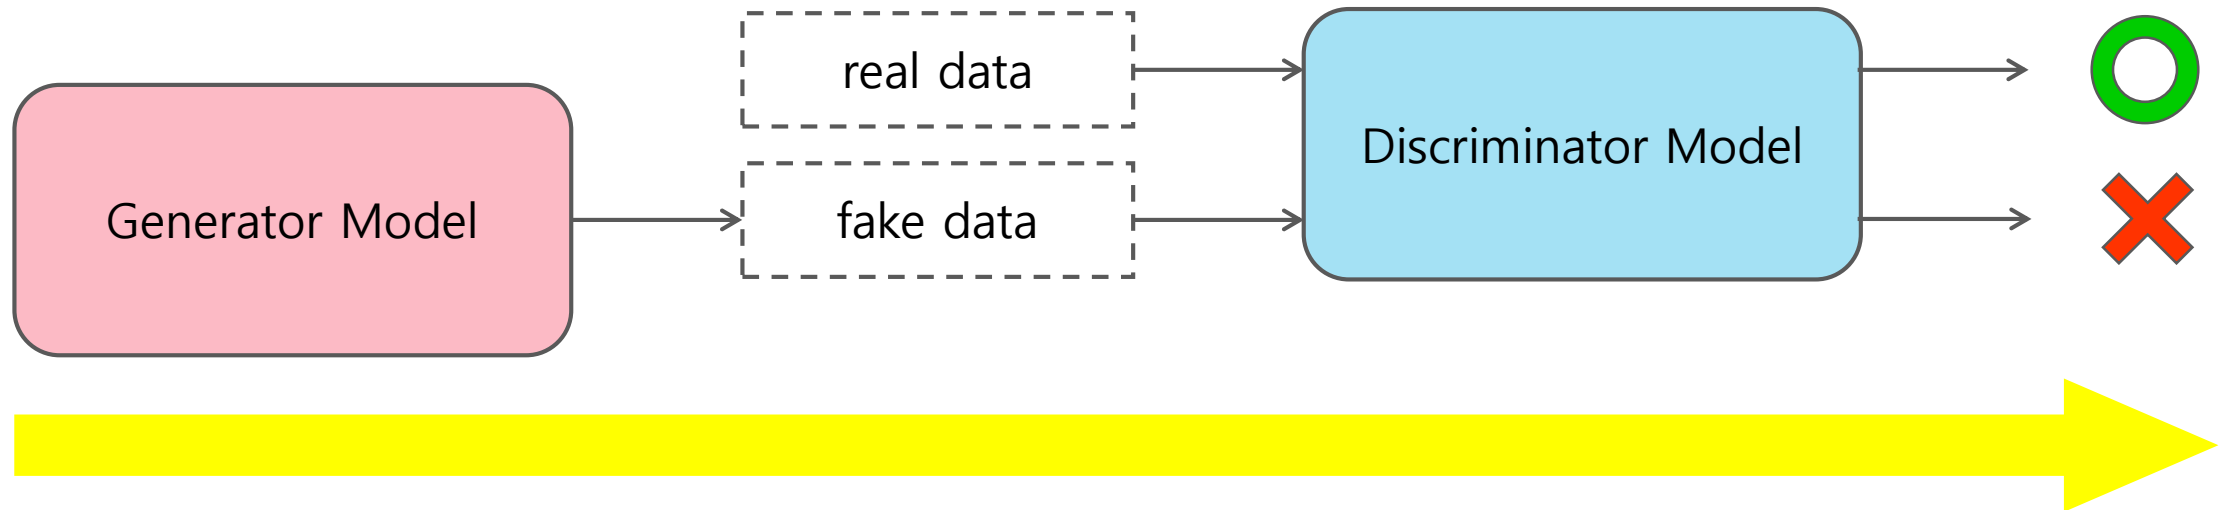 real data
Discriminator Model
Generator Model
fake data